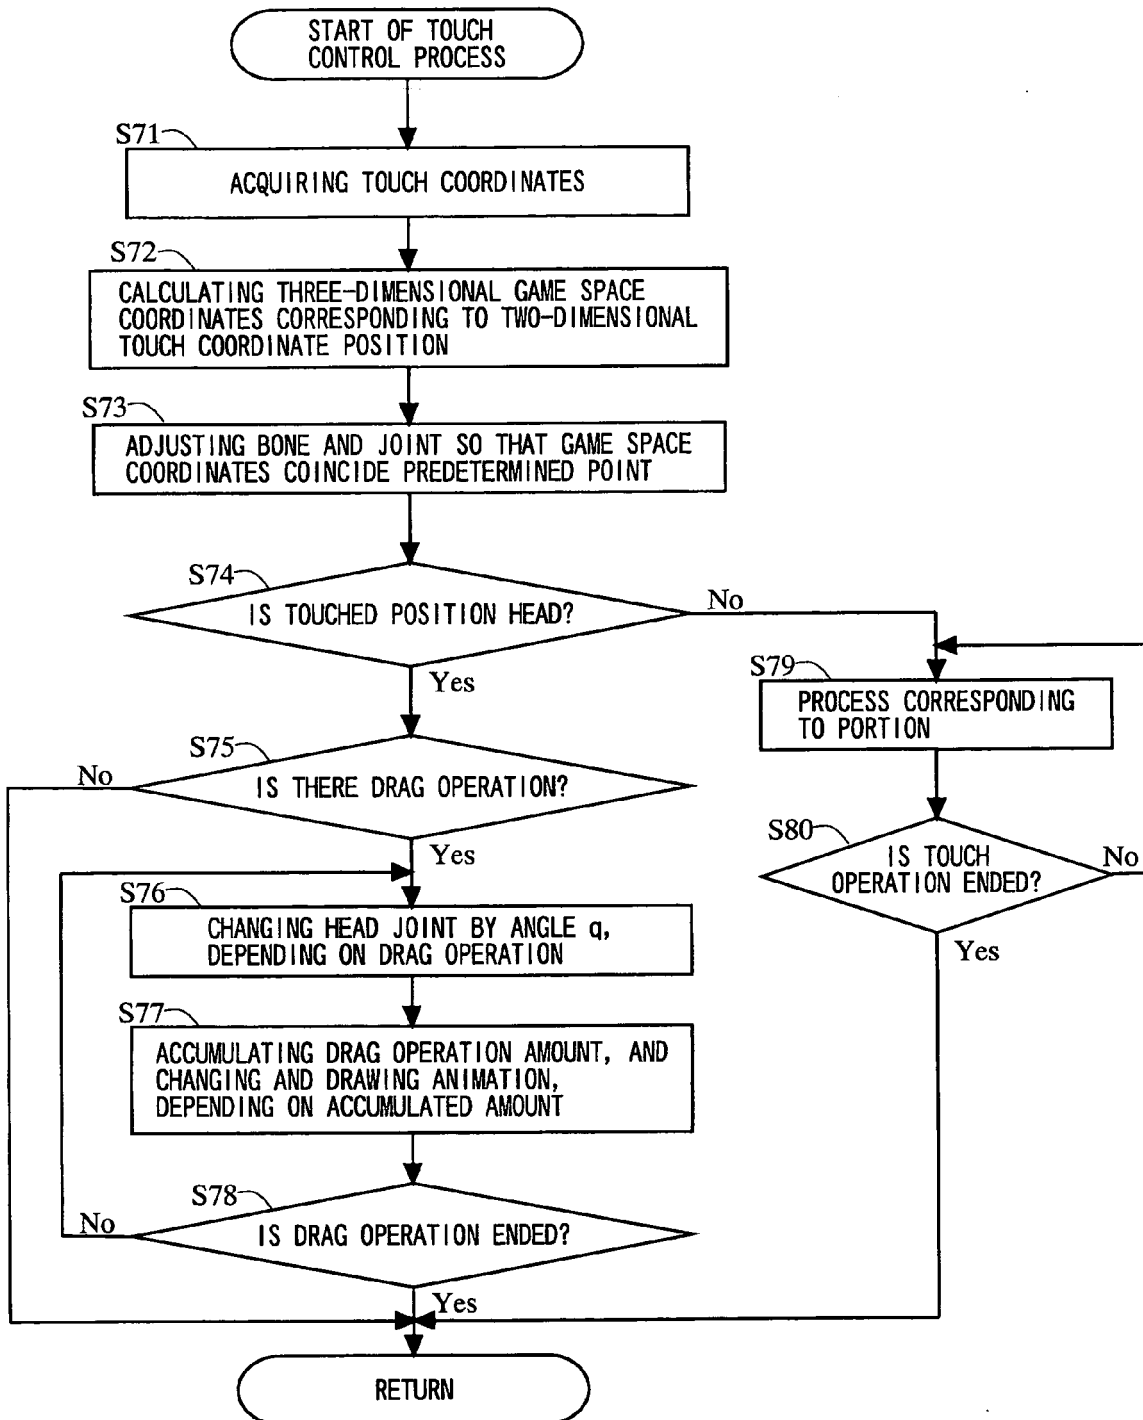 START OF TOUCH
CONTROL PROCESS
S71
ACQUIRING TOUCH COORDINATES
S72
CALCULATING THREE-DIMENSIONAL GAME SPACE
COORDINATES CORRESPONDING TO TWO-DIMENSIONAL
TOUCH COORDINATE POSITION
S73
ADJUSTING BONE AND JOINT SO THAT GAME SPACE
COORDINATES COINCIDE PREDETERMINED POINT
S74
IS TOUCHED POSITION HEAD?
No
Yes
S79
PROCESS CORRESPONDING
TO PORTION
S75
IS THERE DRAG OPERATION?
No
Yes
S80
IS TOUCH
OPERATION ENDED?
No
Yes
S76
CHANGING HEAD JOINT BY ANGLE q,
DEPENDING ON DRAG OPERATION
S77
ACCUMULATING DRAG OPERATION AMOUNT, AND
CHANGING AND DRAWING ANIMATION,
DEPENDING ON ACCUMULATED AMOUNT
S78
IS DRAG OPERATION ENDED?
No
Yes
RETURN